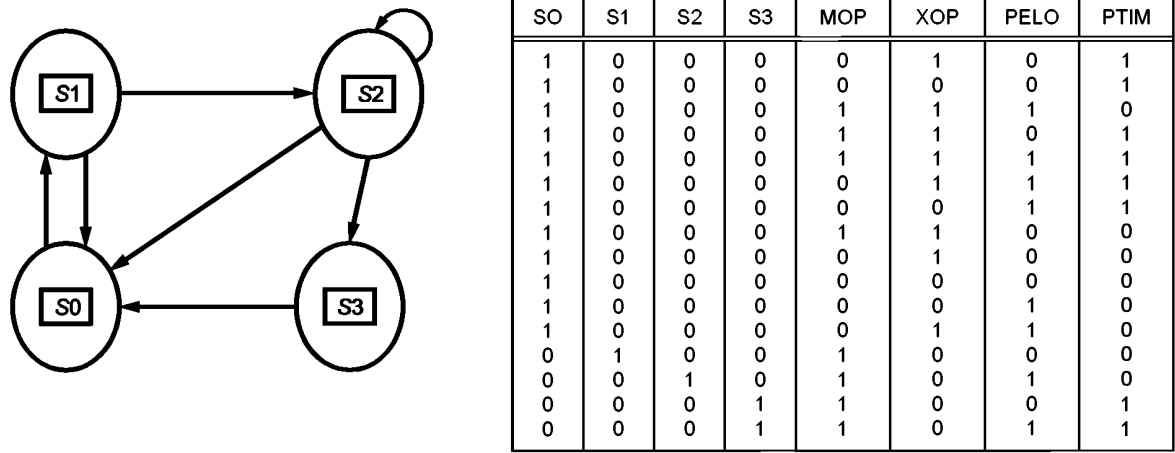 S1
S2
S0
S3
SO S1 S2 S3 MOP XOP PELO PTIM
1 0 0 0 0 1 0 1
1 0 0 0 0 0 0 1
1 0 0 0 1 1 1 0
1 0 0 0 1 1 0 1
1 0 0 0 1 1 1 1
1 0 0 0 0 1 1 1
1 0 0 0 0 0 1 1
1 0 0 0 1 1 0 0
1 0 0 0 0 1 0 0
1 0 0 0 0 0 0 0
1 0 0 0 0 0 1 0
1 0 0 0 0 1 1 0
0 1 0 0 1 0 0 0
0 0 1 0 1 0 1 0
0 0 0 1 1 0 0 1
0 0 0 1 1 0 1 1